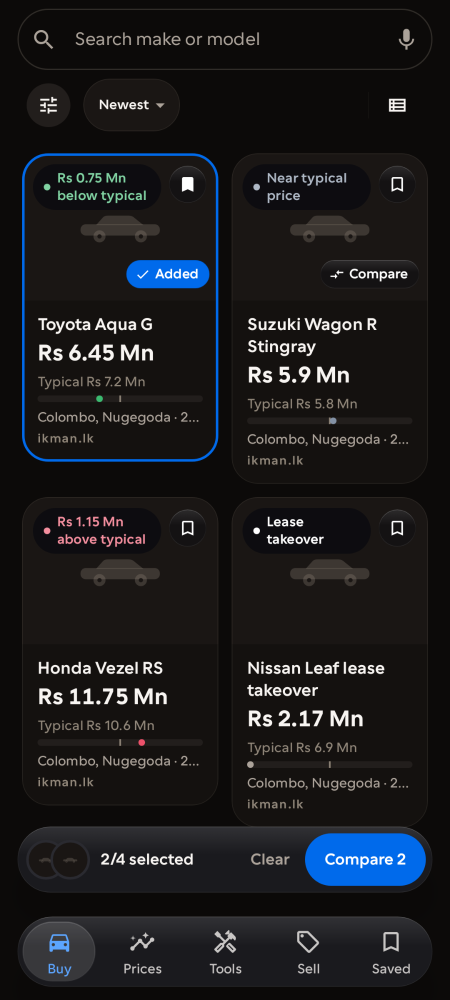 Search make or model
Newest
Rs 0.75 Mn
below typical
Added
Toyota Aqua G
Rs 6.45 Mn
Typical Rs 7.2 Mn
Colombo, Nugegoda · 2...
ikman.lk
Near typical
price
Compare
Suzuki Wagon R
Stingray
Rs 5.9 Mn
Typical Rs 5.8 Mn
Colombo, Nugegoda · 2...
ikman.lk
Rs 1.15 Mn
above typical
Honda Vezel RS
Rs 11.75 Mn
Typical Rs 10.6 Mn
Colombo, Nugegoda · 2...
ikman.lk
Lease
takeover
Nissan Leaf lease
takeover
Rs 2.17 Mn
Typical Rs 6.9 Mn
Colombo, Nugegoda · 2...
ikman.lk
2/4 selected
Clear
Compare 2
Buy
Prices
Tools
Sell
Saved